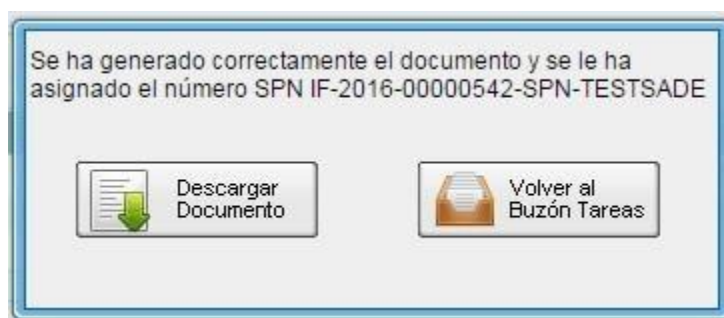 Se ha generado correctamente el documento y se le ha
asignado el número SPN IF-2016-00000542-SPN-TESTSADE
Descargar
Documento
Volver al
Buzón Tareas